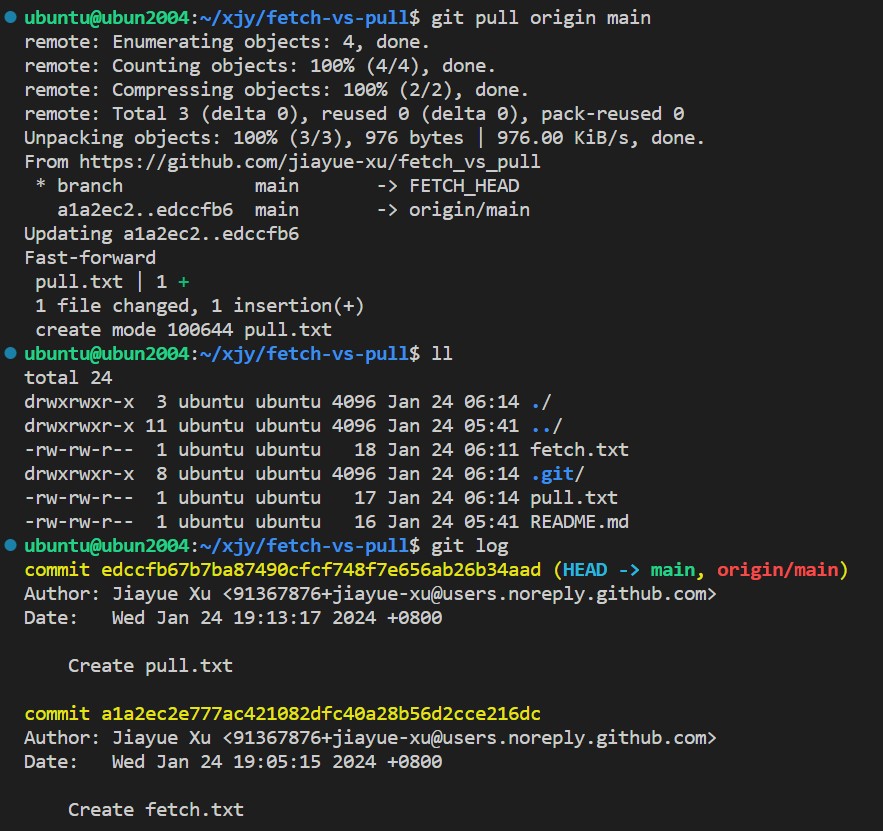 ubuntu@ubun2004:~/xjy/fetch-vs-pull$ git pull origin main
remote: Enumerating objects: 4, done.
remote: Counting objects: 100% (4/4), done.
remote: Compressing objects: 100% (2/2), done.
remote: Total 3 (delta 0), reused 0 (delta 0), pack-reused 0
Unpacking objects: 100% (3/3), 976 bytes | 976.00 KiB/s, done.
From https://github.com/jiayue-xu/fetch_vs_pull
 * branch            main       -> FETCH_HEAD
   a1a2ec2..edccfb6  main       -> origin/main
Updating a1a2ec2..edccfb6
Fast-forward
 pull.txt | 1 +
 1 file changed, 1 insertion(+)
 create mode 100644 pull.txt
ubuntu@ubun2004:~/xjy/fetch-vs-pull$ ll
total 24
drwxrwxr-x  3 ubuntu ubuntu 4096 Jan 24 06:14 ./
drwxrwxr-x 11 ubuntu ubuntu 4096 Jan 24 05:41 ../
-rw-rw-r--  1 ubuntu ubuntu   18 Jan 24 06:11 fetch.txt
drwxrwxr-x  8 ubuntu ubuntu 4096 Jan 24 06:14 .git/
-rw-rw-r--  1 ubuntu ubuntu   17 Jan 24 06:14 pull.txt
-rw-rw-r--  1 ubuntu ubuntu   16 Jan 24 05:41 README.md
ubuntu@ubun2004:~/xjy/fetch-vs-pull$ git log
commit edccfb67b7ba87490cfcf748f7e656ab26b34aad (HEAD -> main, origin/main)
Author: Jiayue Xu <91367876+jiayue-xu@users.noreply.github.com>
Date:   Wed Jan 24 19:13:17 2024 +0800
    Create pull.txt
commit a1a2ec2e777ac421082dfc40a28b56d2cce216dc
Author: Jiayue Xu <91367876+jiayue-xu@users.noreply.github.com>
Date:   Wed Jan 24 19:05:15 2024 +0800
    Create fetch.txt